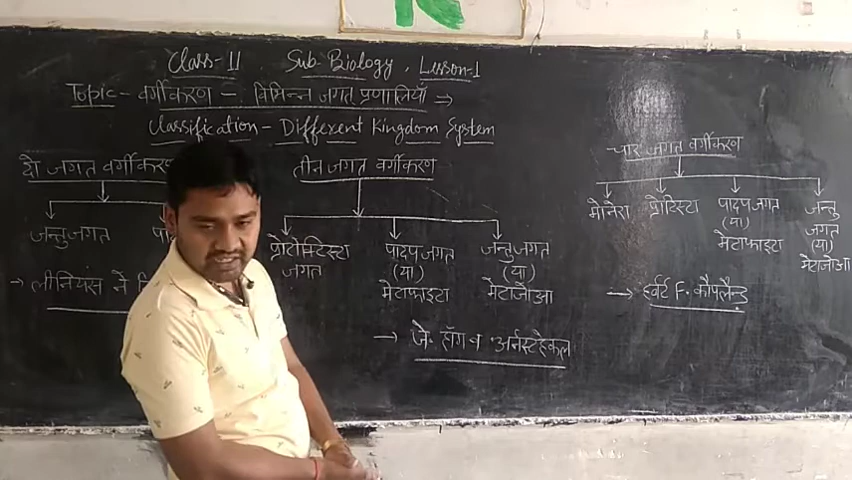 Class-11 Sub-Biology, Lesson-1
Topic- वर्गीकरण - विभिन्न जगत प्रणालियाँ ⇒
Classification - Different Kingdom System
दो जगत वर्गीकरण
जन्तुजगत
→ लीनियस ने
तीन जगत वर्गीकरण
प्रोटोसिस्टा जगत
पादपजगत
(या)
मेटाफाइटा
जन्तुजगत
(या)
मेटाजोआ
→ जे. हॉग व अर्नस्टहेकल
चार जगत वर्गीकरण
मोनेरा
प्रोटिस्टा
पादपजगत
(या)
मेटाफाइटा
जन्तु
जगत
(या)
मेटाजोआ
→ हर्बर्ट F. कौपलैन्ड